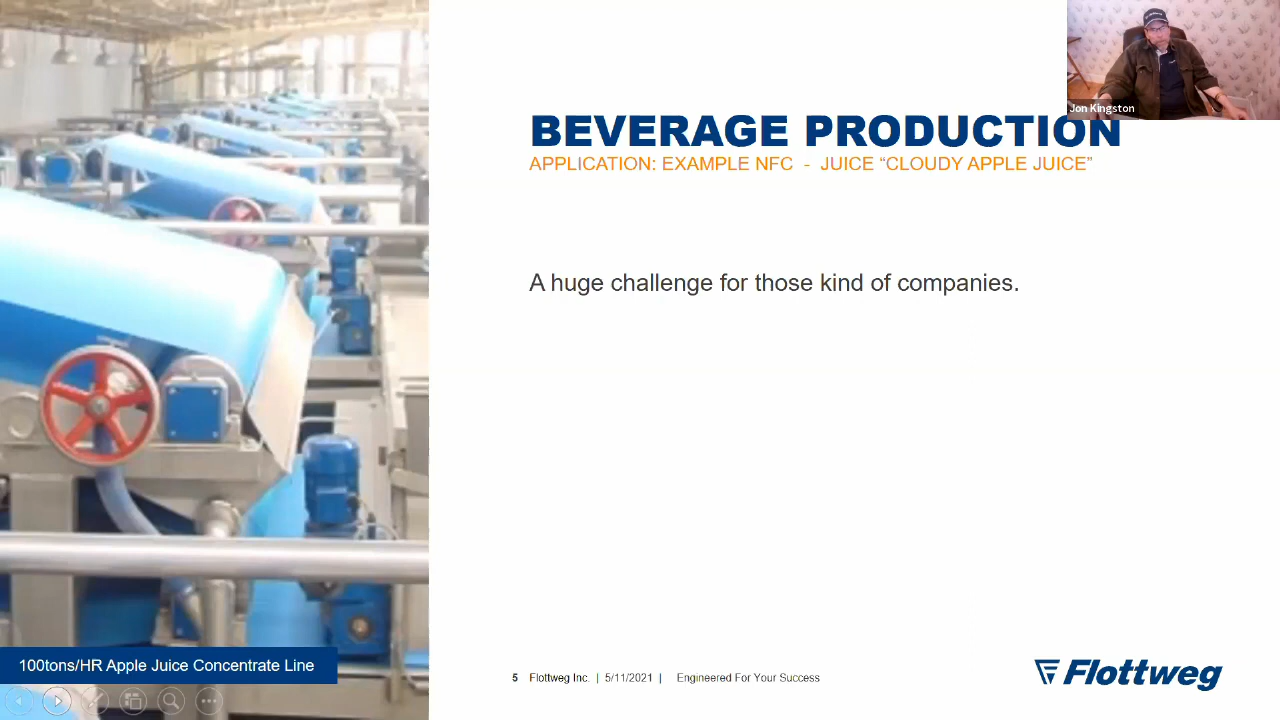 Jon Kingston
BEVERAGE PRODUCTION
APPLICATION: EXAMPLE NFC - JUICE “CLOUDY APPLE JUICE”
A huge challenge for those kind of companies.
100tons/HR Apple Juice Concentrate Line
5 Flottweg Inc. | 5/11/2021 | Engineered For Your Success
Flottweg